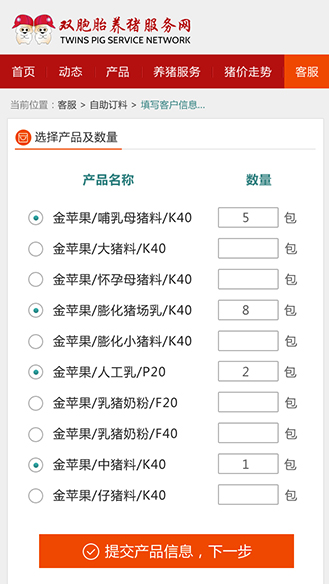 双胞胎养猪服务网
TWINS PIG SERVICE NETWORK
首页 动态 产品 养猪服务 猪价走势 客服
当前位置：客服 > 自助订料 > 填写客户信息...
选择产品及数量
产品名称 数量
金苹果/哺乳母猪料/K40 5 包
金苹果/大猪料/K40 包
金苹果/怀孕母猪料/K40 包
金苹果/膨化猪场乳/K40 8 包
金苹果/膨化小猪料/K40 包
金苹果/人工乳/P20 2 包
金苹果/乳猪奶粉/F20 包
金苹果/乳猪奶粉/F40 包
金苹果/中猪料/K40 1 包
金苹果/仔猪料/K40 包
提交产品信息，下一步